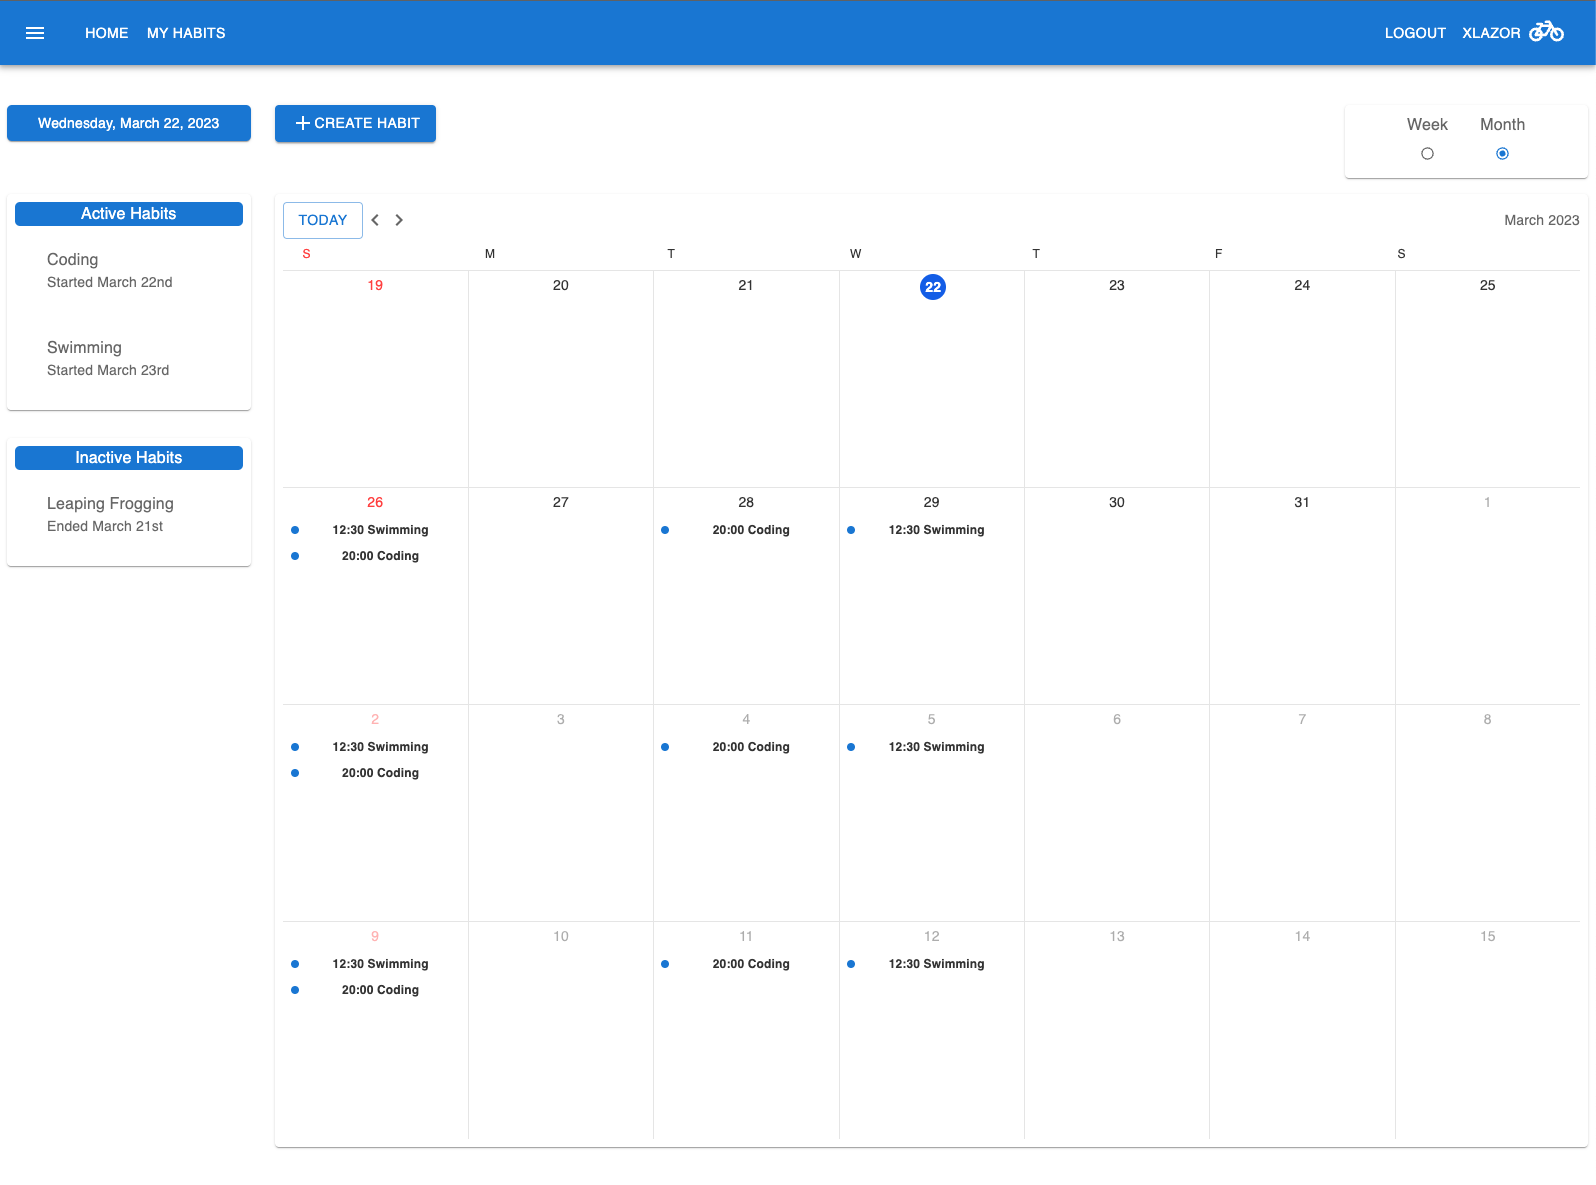 HOME MY HABITS LOGOUT XLAZOR
Wednesday, March 22, 2023
CREATE HABIT
Week Month
Active Habits
Coding
Started March 22nd
Swimming
Started March 23rd
Inactive Habits
Leaping Frogging
Ended March 21st
TODAY March 2023
S M T W T F S
19 20 21 22 23 24 25
26 27 28 29 30 31 1
12:30 Swimming 20:00 Coding 12:30 Swimming
20:00 Coding
2 3 4 5 6 7 8
12:30 Swimming 20:00 Coding 12:30 Swimming
20:00 Coding
9 10 11 12 13 14 15
12:30 Swimming 20:00 Coding 12:30 Swimming
20:00 Coding